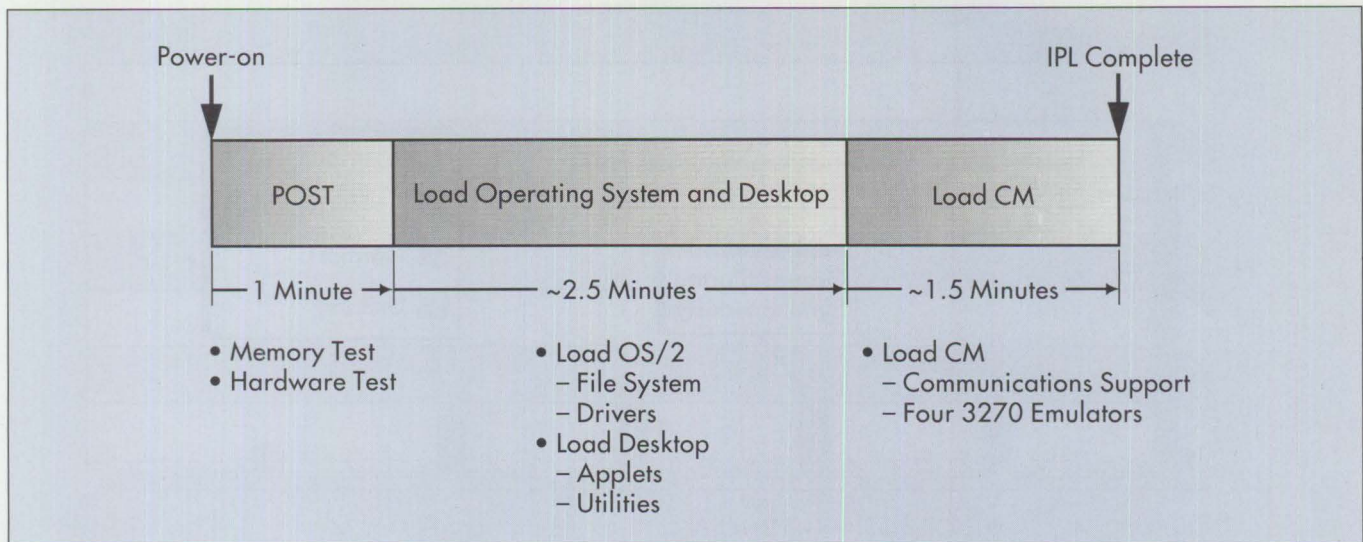 Power-on
IPL Complete
POST
Load Operating System and Desktop
Load CM
1 Minute
~2.5 Minutes
~1.5 Minutes
• Memory Test
• Hardware Test
• Load OS/2
– File System
– Drivers
• Load Desktop
– Applets
– Utilities
• Load CM
– Communications Support
– Four 3270 Emulators